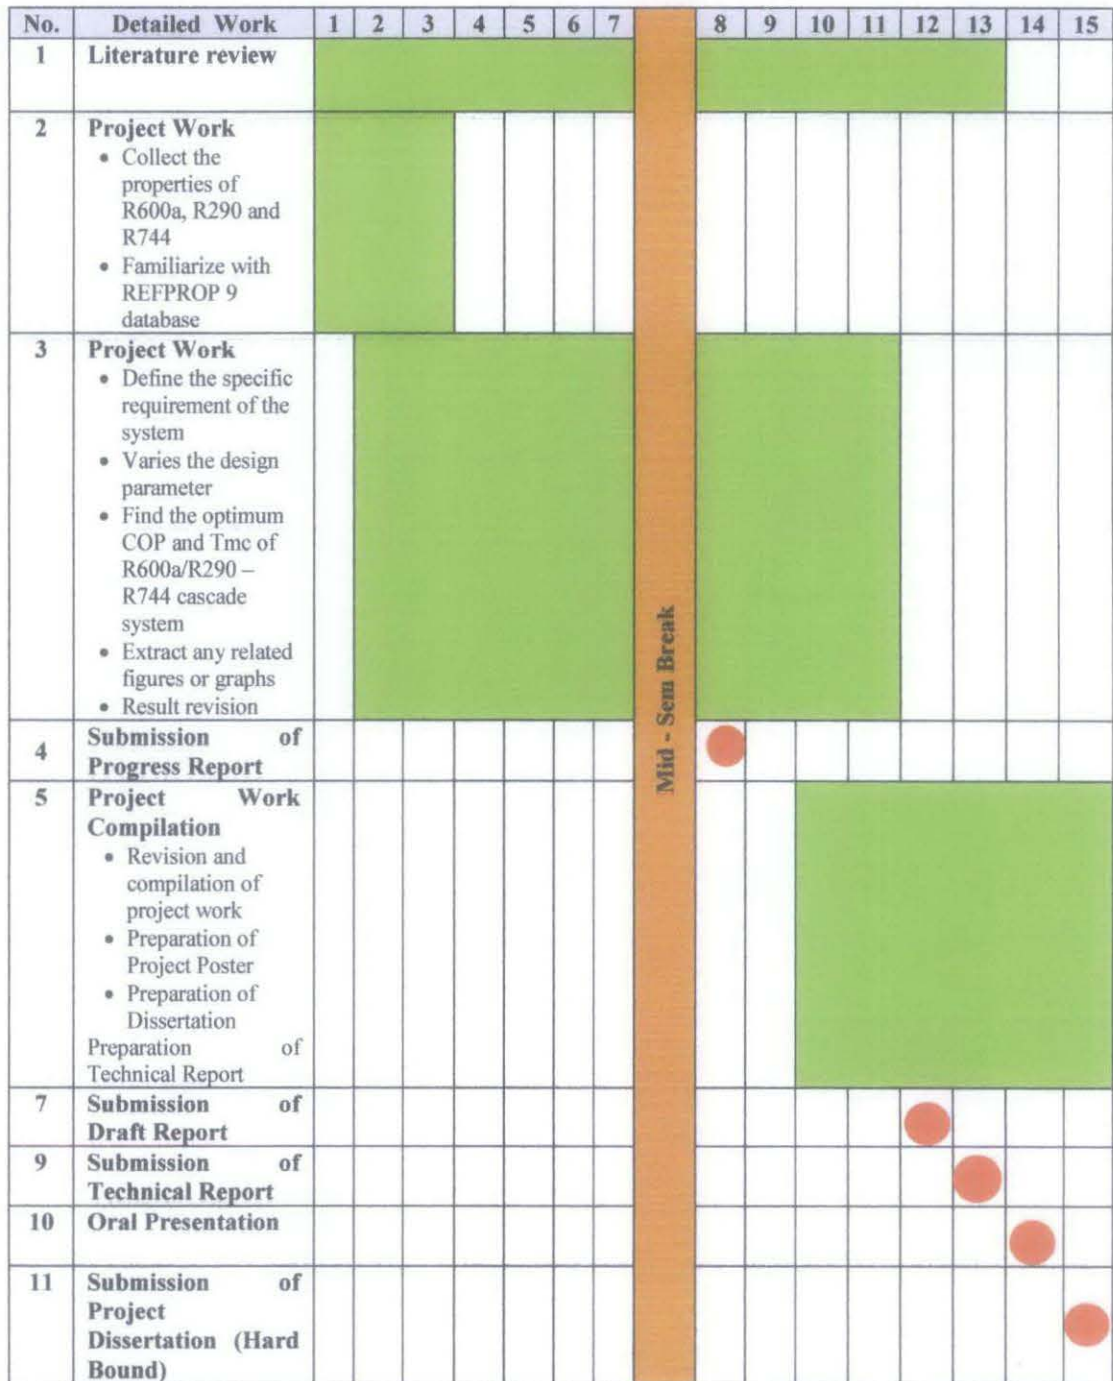 No. Detailed Work 1 2 3 4 5 6 7 8 9 10 11 12 13 14 15
1 Literature review
2 Project Work
• Collect the
properties of
R600a, R290 and
R744
• Familiarize with
REFPROP 9
database
3 Project Work
• Define the specific
requirement of the
system
• Varies the design
parameter
• Find the optimum
COP and Tmc of
R600a/R290 –
R744 cascade
system
• Extract any related
figures or graphs
• Result revision
Mid - Sem Break
4 Submission of
Progress Report
5 Project Work
Compilation
• Revision and
compilation of
project work
• Preparation of
Project Poster
• Preparation of
Dissertation
Preparation of
Technical Report
7 Submission of
Draft Report
9 Submission of
Technical Report
10 Oral Presentation
11 Submission of
Project
Dissertation (Hard
Bound)